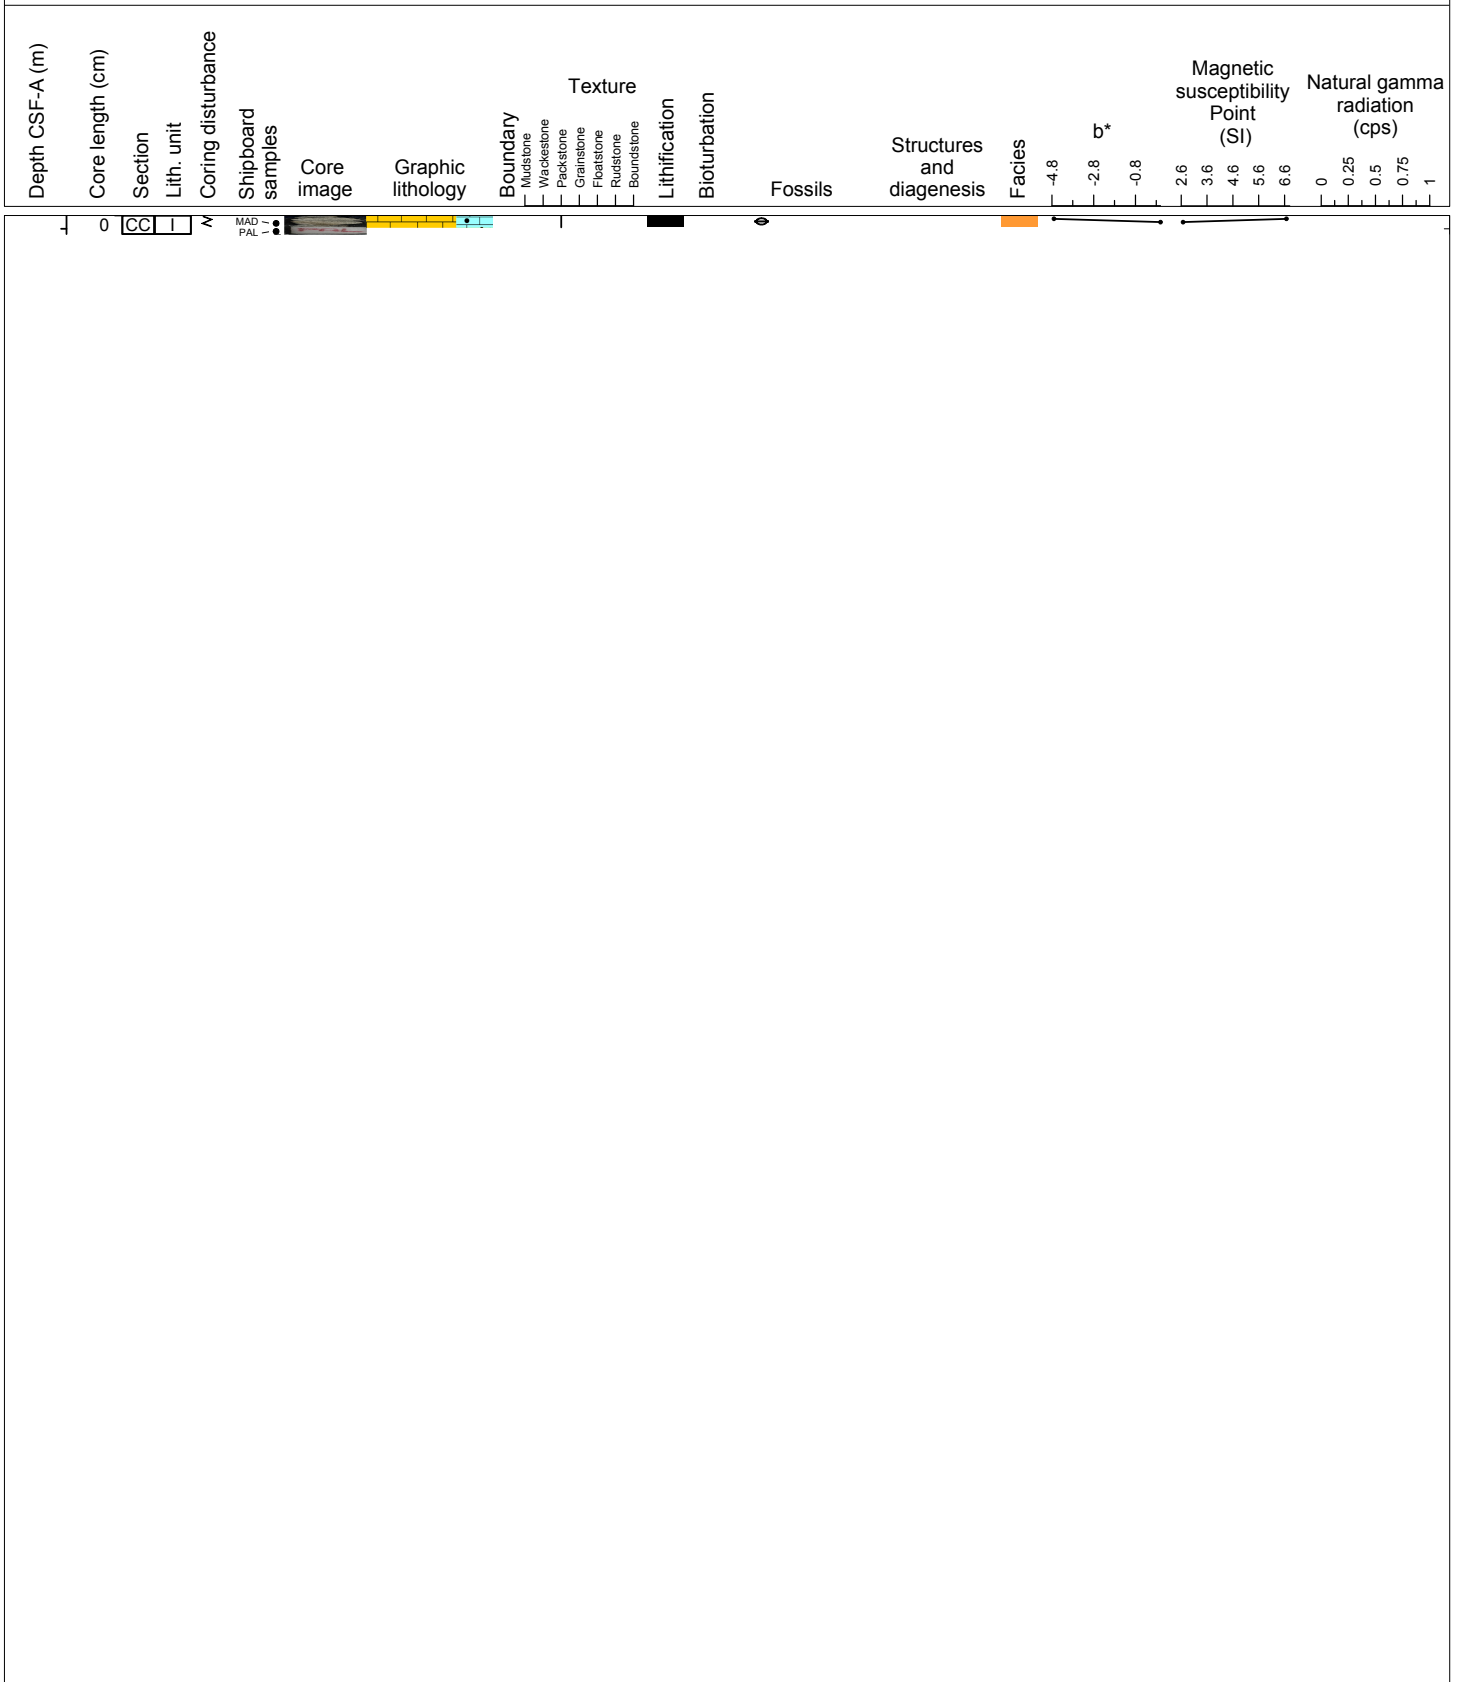 Depth CSF-A (m)
Core length (cm)
Section
Lith. unit
Coring disturbance
Shipboard
samples
Core
image
Graphic
lithology
Boundary
Texture
Mudstone
Wackestone
Packstone
Grainstone
Floatstone
Rudstone
Boundstone
Lithification
Bioturbation
Fossils
Structures
and
diagenesis
Facies
b*
-4.8
-2.8
-0.8
Magnetic
susceptibility
Point
(SI)
2.6
3.6
4.6
5.6
6.6
Natural gamma
radiation
(cps)
0
0.25
0.5
0.75
1
0
CC
I
MAD
PAL